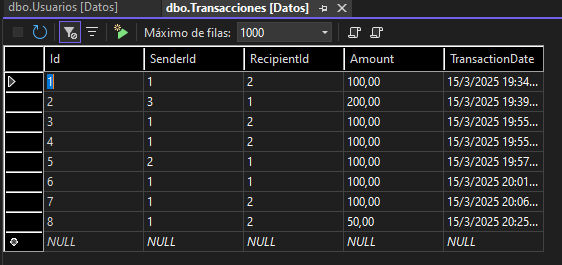 dbo.Usuarios [Datos] dbo.Transacciones [Datos]
Máximo de filas: 1000
Id SenderId RecipientId Amount TransactionDate
1 1 2 100,00 15/3/2025 19:34...
2 3 1 200,00 15/3/2025 19:39...
3 1 2 100,00 15/3/2025 19:55...
4 1 2 100,00 15/3/2025 19:55...
5 2 1 100,00 15/3/2025 19:57...
6 1 1 100,00 15/3/2025 20:01...
7 1 2 100,00 15/3/2025 20:06...
8 1 2 50,00 15/3/2025 20:25...
NULL NULL NULL NULL NULL